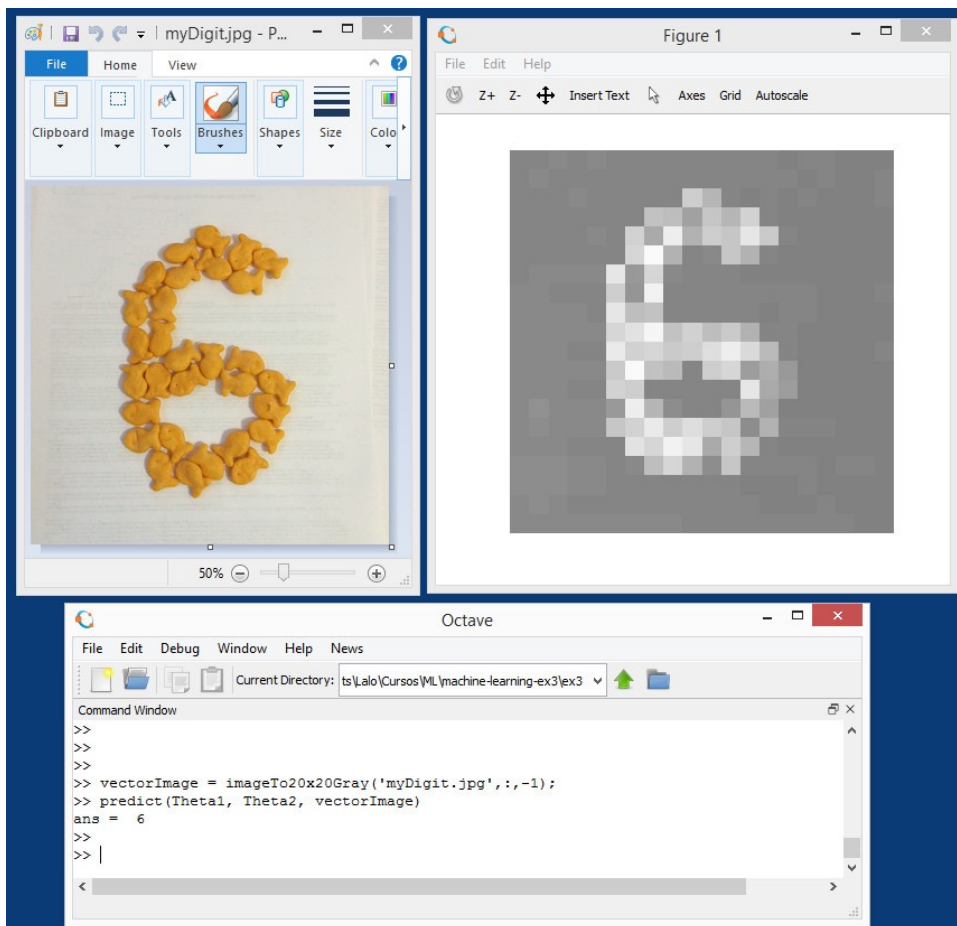 myDigit.jpg - P...
File Home View
Clipboard Image Tools Brushes Shapes Size Colo
50%
Figure 1
File Edit Help
Z+ Z- Insert Text Axes Grid Autoscale
Octave
File Edit Debug Window Help News
Current Directory: ts\Lalo\Cursos\ML\machine-learning-ex3\ex3
Command Window
>>
>>
>>
>> vectorImage = imageTo20x20Gray('myDigit.jpg',:,-1);
>> predict(Theta1, Theta2, vectorImage)
ans =  6
>>
>>
6
6